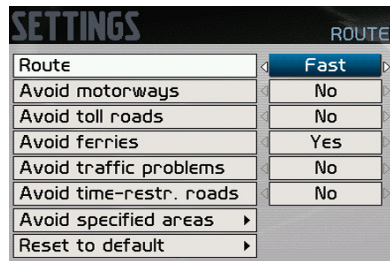 SETTINGS
ROUTE
Route Fast
Avoid motorways No
Avoid toll roads No
Avoid ferries Yes
Avoid traffic problems No
Avoid time-restr. roads No
Avoid specified areas
Reset to default